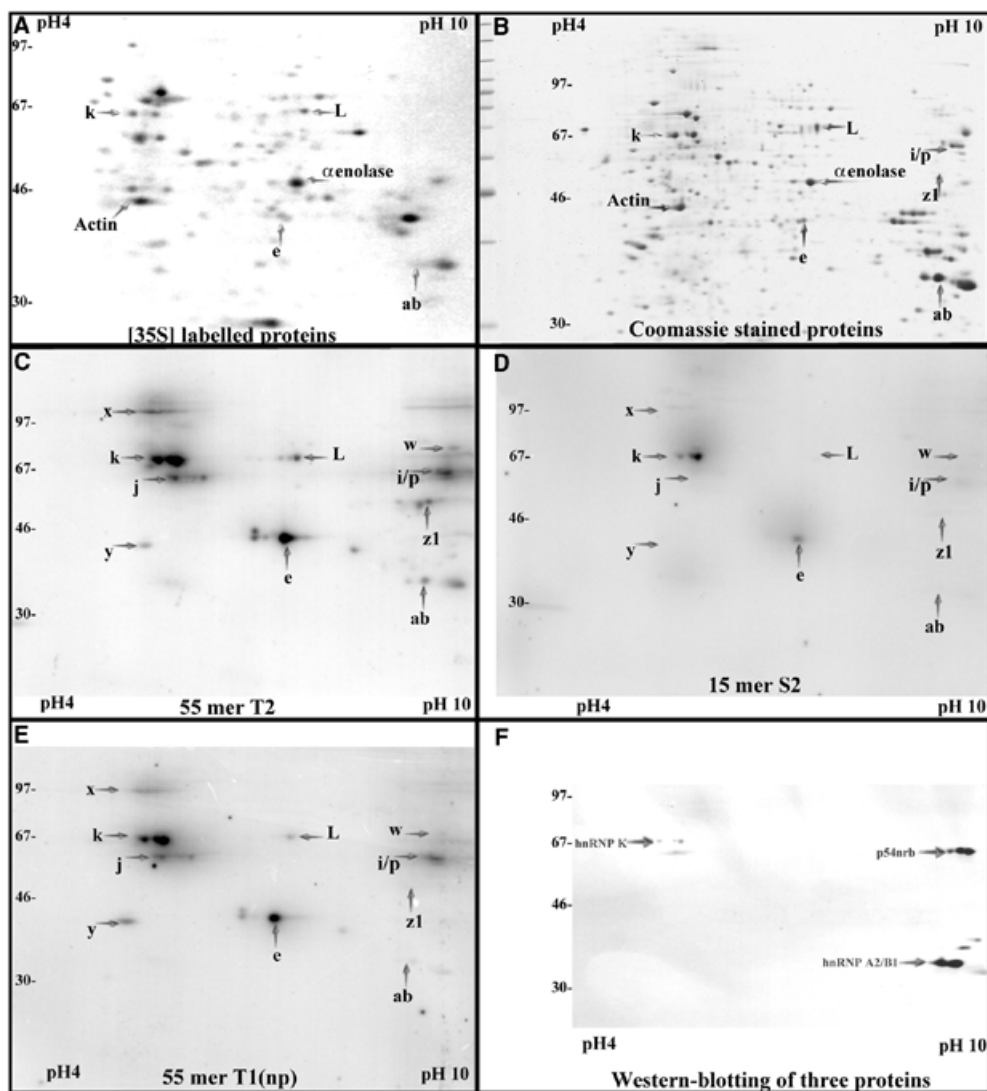 A
pH4
pH 10
97-
67-
46-
30-
k
L
αenolase
Actin
e
ab
[35S] labelled proteins
B
pH4
pH 10
97-
67-
46-
30-
k
L
i/p
αenolase
z1
Actin
e
ab
Coomassie stained proteins
C
97-
67-
46-
30-
x
k
L
w
j
i/p
y
z1
e
ab
pH4
55 mer T2
pH 10
D
97-
67-
46-
30-
x
k
L
w
j
i/p
y
z1
e
ab
15 mer S2
pH4
pH 10
E
97-
67-
46-
30-
x
k
L
w
j
i/p
y
z1
e
ab
pH4
55 mer T1(np)
pH 10
F
97-
67-
46-
30-
hnRNP K
p54nrb
hnRNP A2/B1
pH4
pH 10
Western-blotting of three proteins